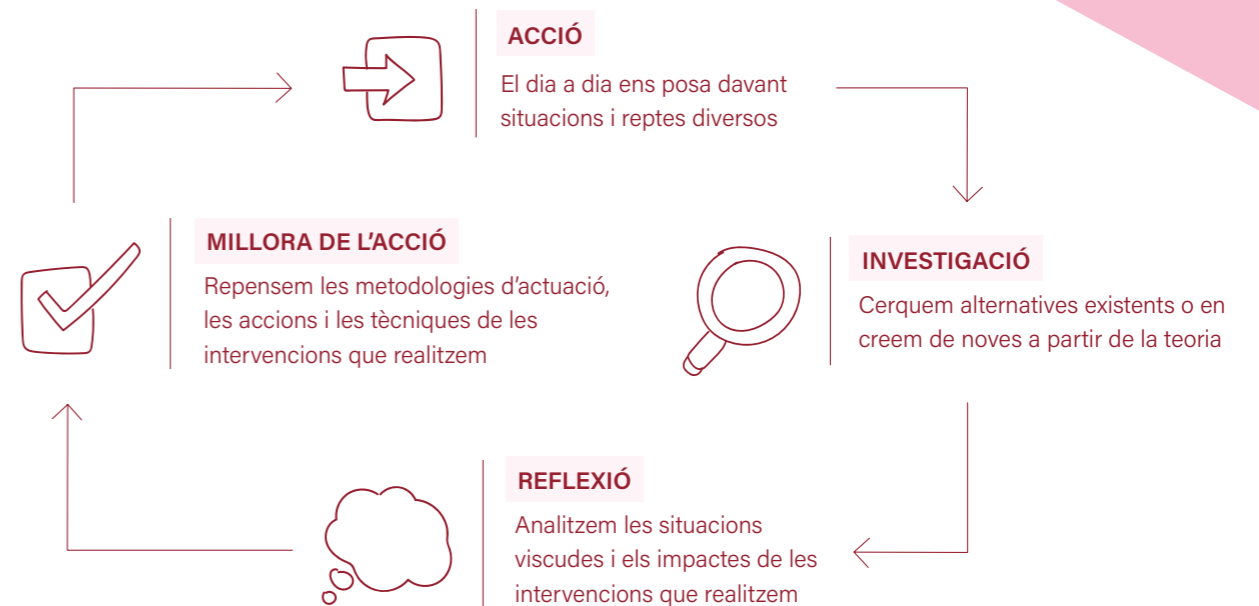 ACCIÓ
El dia a dia ens posa davant
situacions i reptes diversos
MILLORA DE L'ACCIÓ
Repensem les metodologies d'actuació,
les accions i les tècniques de les
intervencions que realitzem
INVESTIGACIÓ
Cerquem alternatives existents o en
creem de noves a partir de la teoria
REFLEXIÓ
Analitzem les situacions
viscudes i els impactes de les
intervencions que realitzem